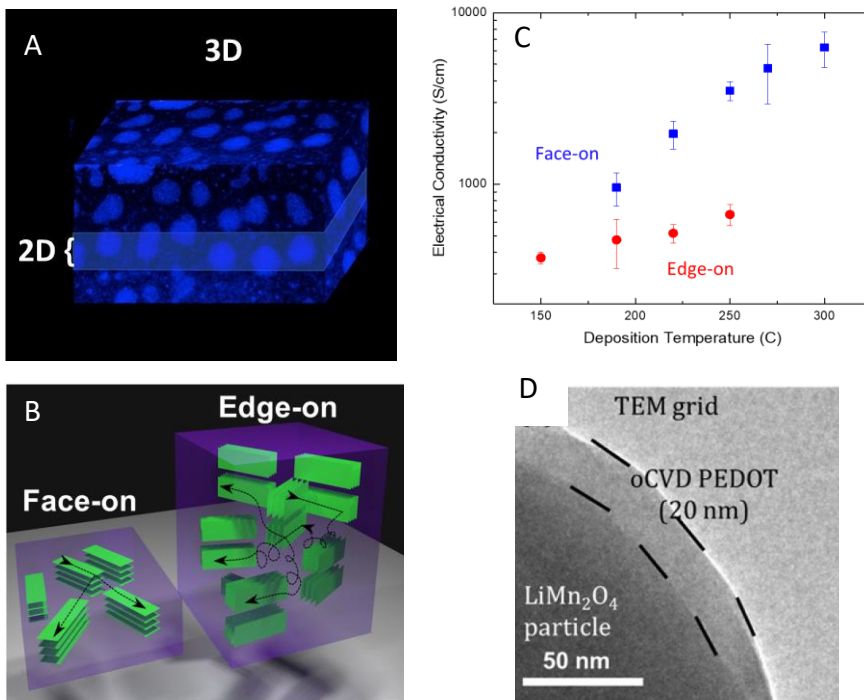 A
3D
2D {
B
Edge-on
Face-on
C
Electrical Conductivity (S/cm)
10000
1000
Face-on
Edge-on
150
200
250
300
Deposition Temperature (C)
D
TEM grid
oCVD PEDOT
(20 nm)
LiMn₂O₄
particle
50 nm